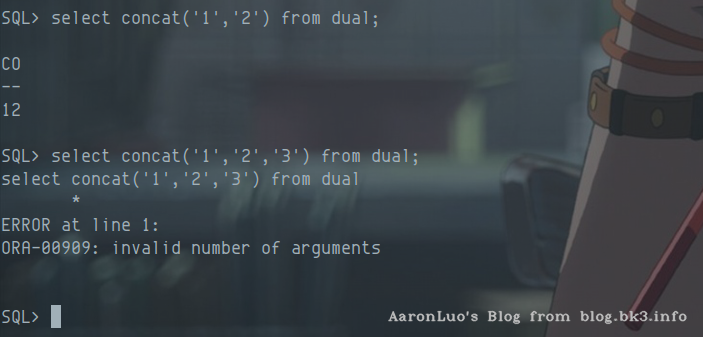 SQL> select concat('1','2') from dual;
CO
--
12
SQL> select concat('1','2','3') from dual;
select concat('1','2','3') from dual
       *
ERROR at line 1:
ORA-00909: invalid number of arguments
SQL>
AaronLuo's Blog from blog.bk3.info